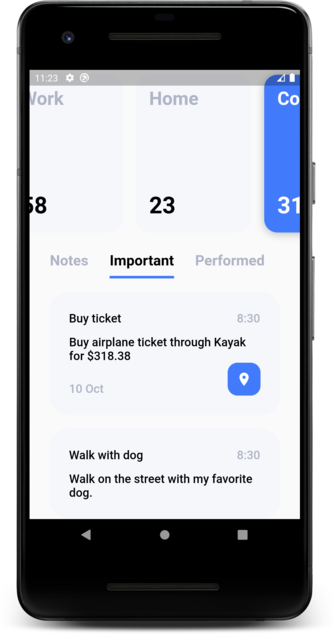 11:23
Work Home Co
58 23 31
Notes Important Performed
Buy ticket 8:30
Buy airplane ticket through Kayak
for $318.38
10 Oct
Walk with dog 8:30
Walk on the street with my favorite
dog.